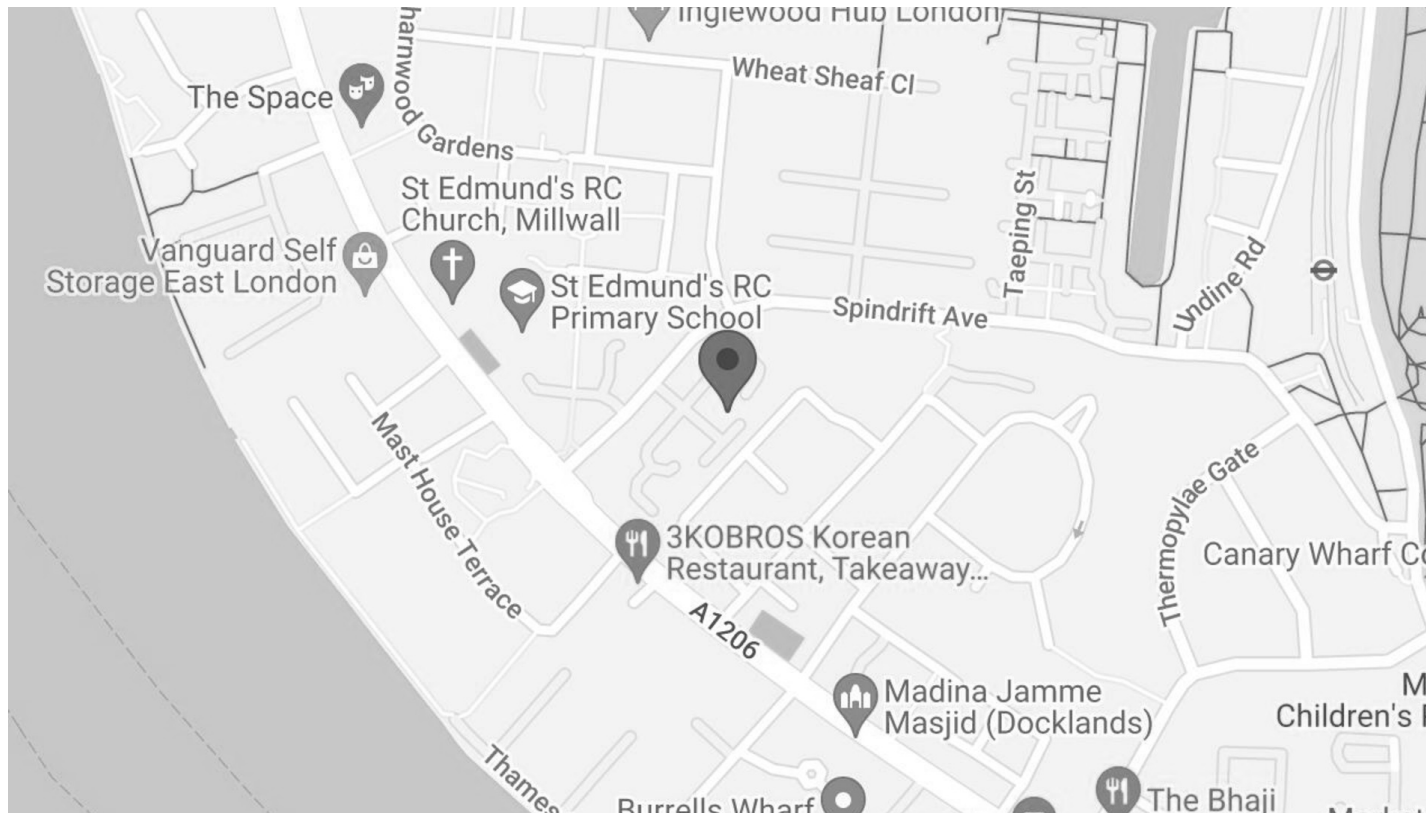 Inglewood Hub London
Wheat Sheaf Cl
The Space
harnwood Gardens
St Edmund's RC
Church, Millwall
Taeping St
Vanguard Self
Storage East London
Undine Rd
St Edmund's RC
Primary School
Spindrift Ave
Mast House Terrace
Thermopylae Gate
3KOBROS Korean
Restaurant, Takeaway...
Canary Wharf Co
A1206
Madina Jamme
Masjid (Docklands)
M
Children's
Thames
Burrells Wharf
The Bhaji